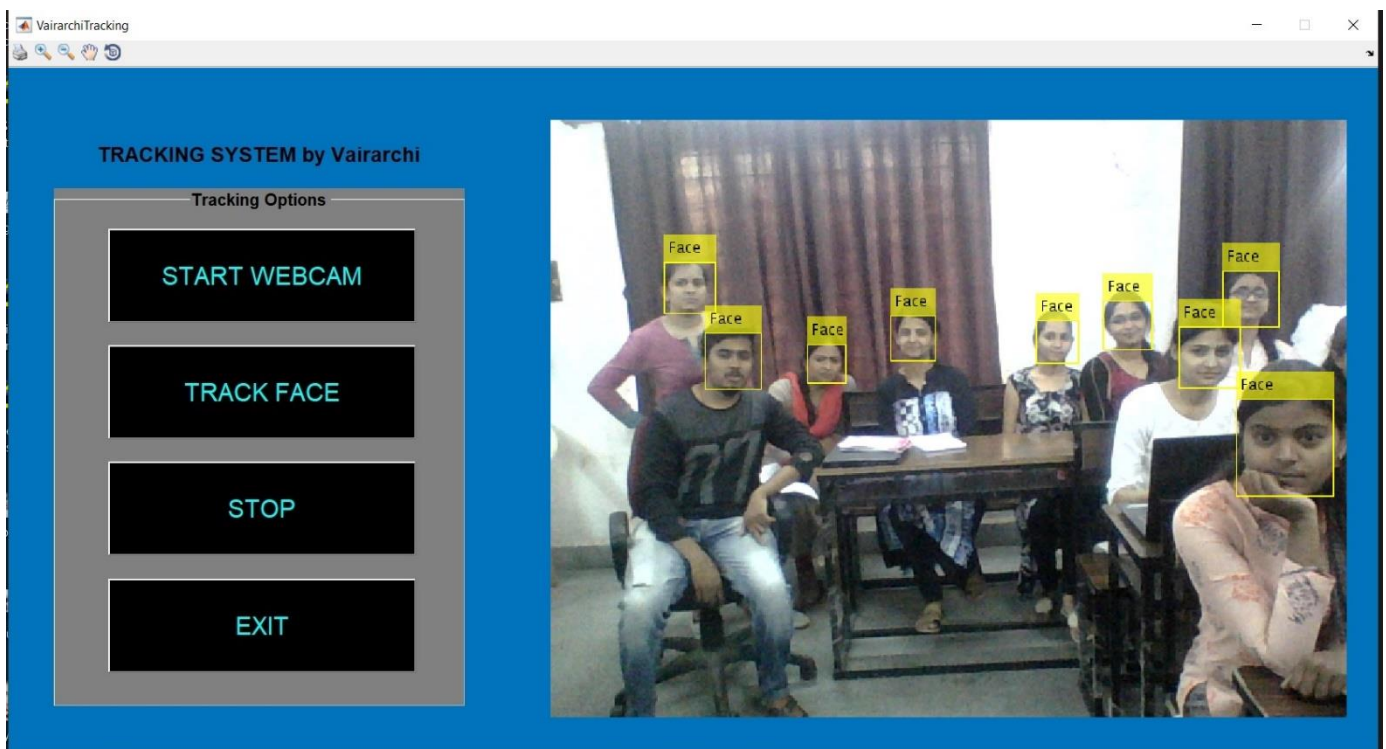 VairarchiTracking
TRACKING SYSTEM by Vairarchi
Tracking Options
START WEBCAM
TRACK FACE
STOP
EXIT
Face
Face
Face
Face
Face
Face
Face
Face
Face